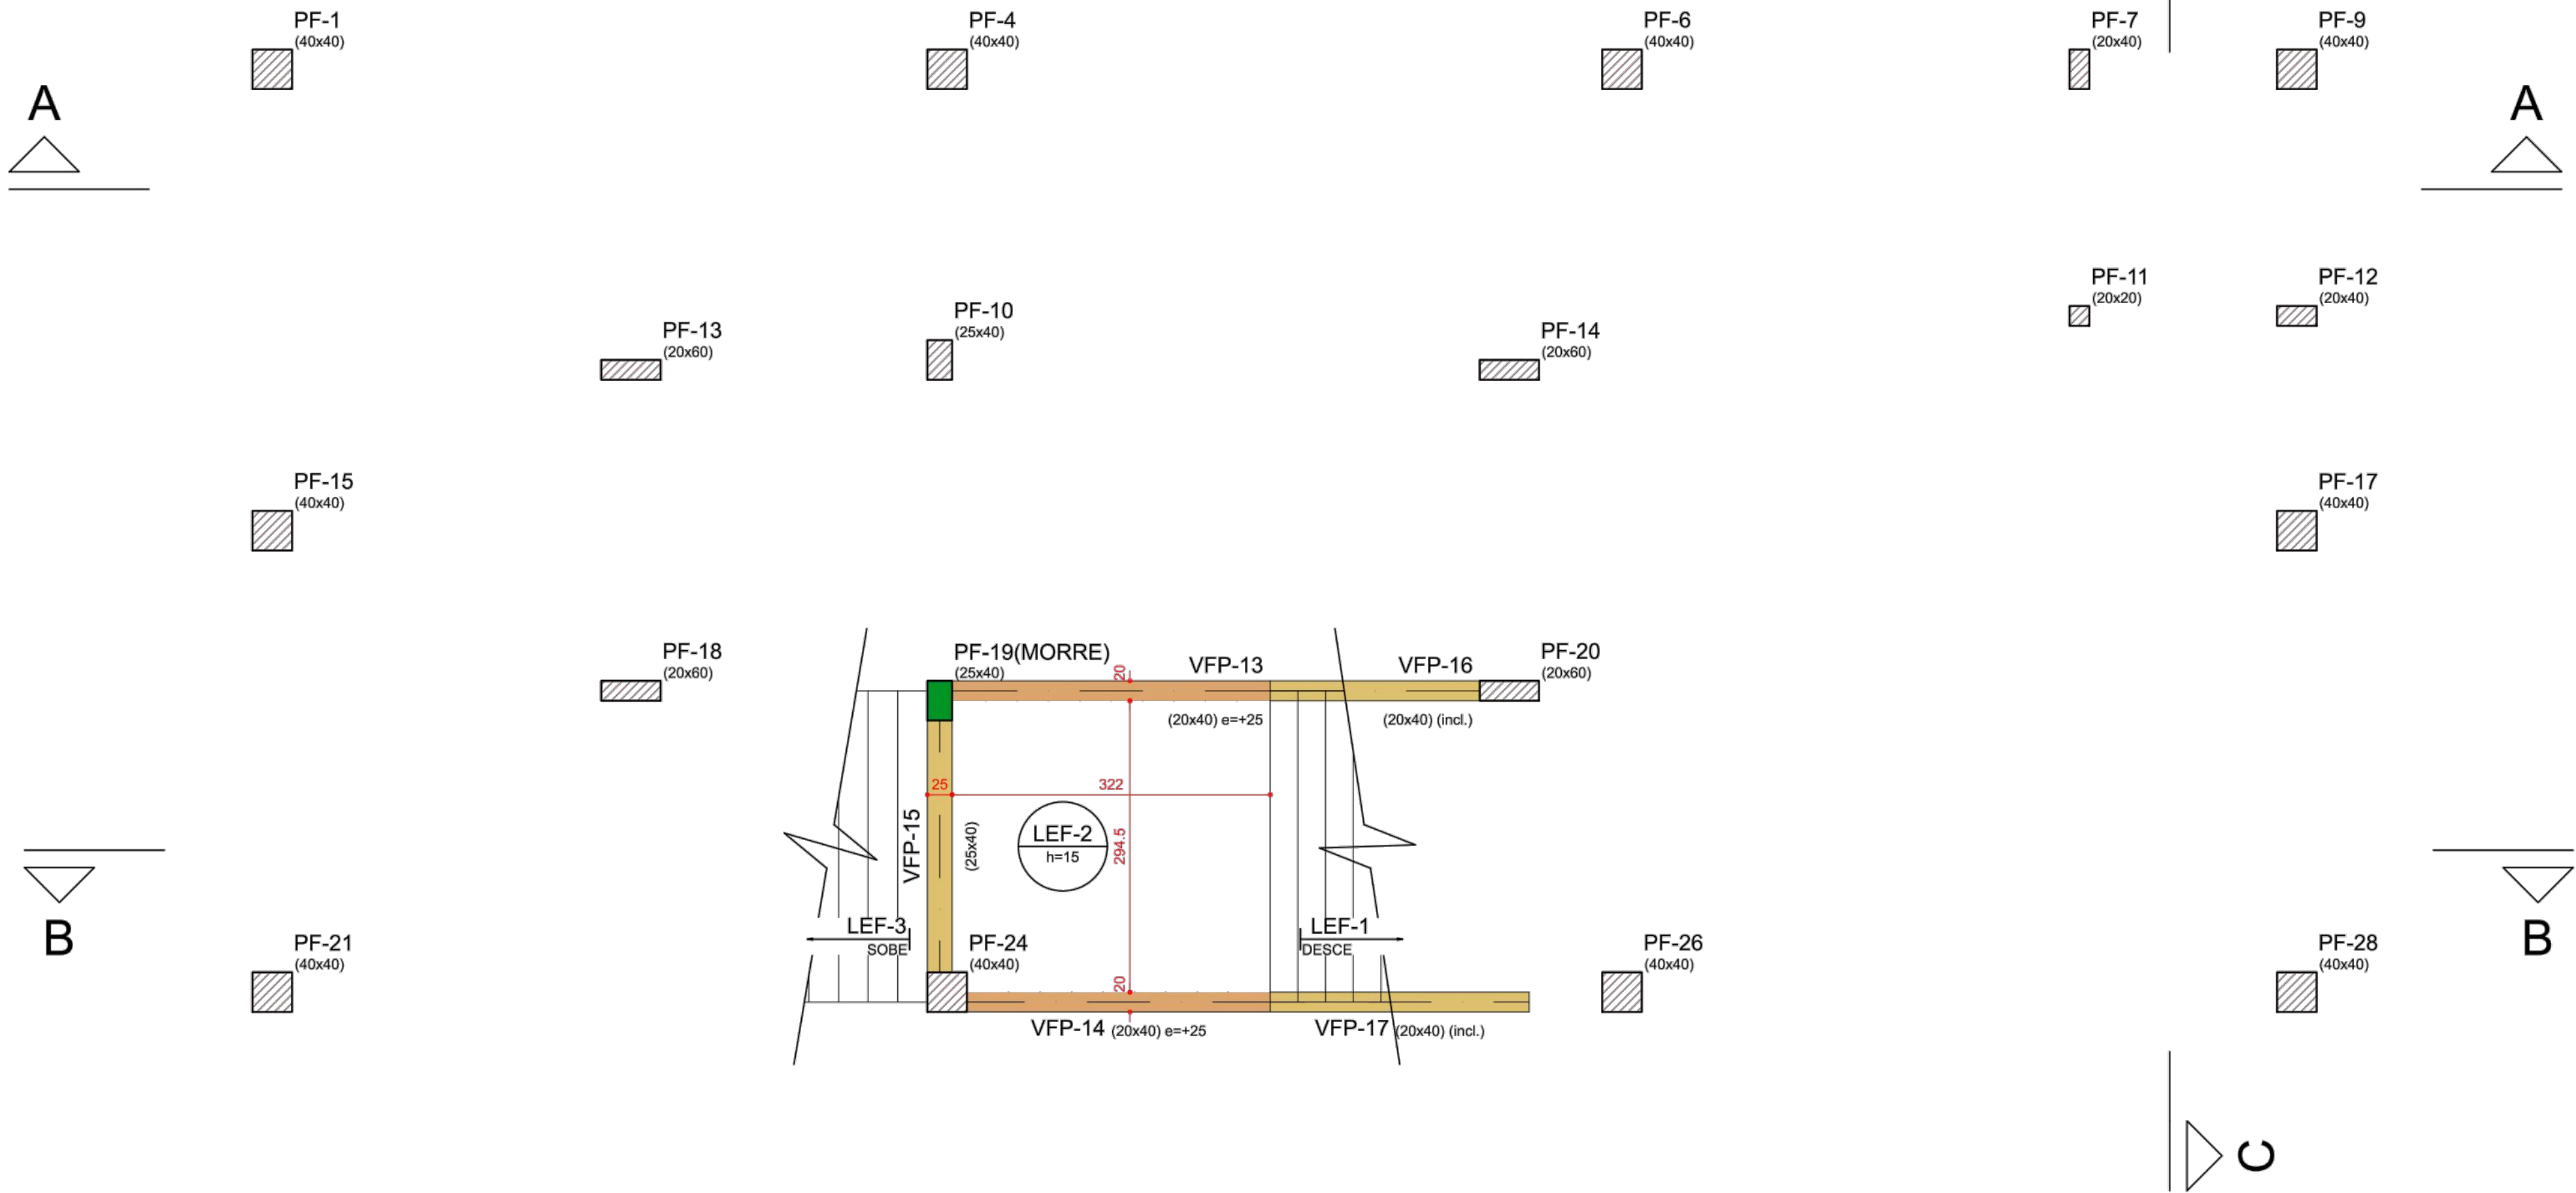 PF-1
(40x40)
PF-4
(40x40)
PF-6
(40x40)
PF-7
(20x40)
PF-9
(40x40)
A
A
PF-11
(20x20)
PF-12
(20x40)
PF-10
(25x40)
PF-13
(20x60)
PF-14
(20x60)
PF-15
(40x40)
PF-17
(40x40)
PF-18
(20x60)
PF-19(MORRE)
(25x40)
20
VFP-13
VFP-16
PF-20
(20x60)
(20x40) e=+25
(20x40) (incl.)
25
322
VFP-15
(25x40)
LEF-2
h=15
294.5
B
B
LEF-3
SOBE
LEF-1
DESCE
PF-21
(40x40)
PF-24
(40x40)
20
PF-26
(40x40)
PF-28
(40x40)
VFP-14 (20x40) e=+25
VFP-17 (20x40) (incl.)
C